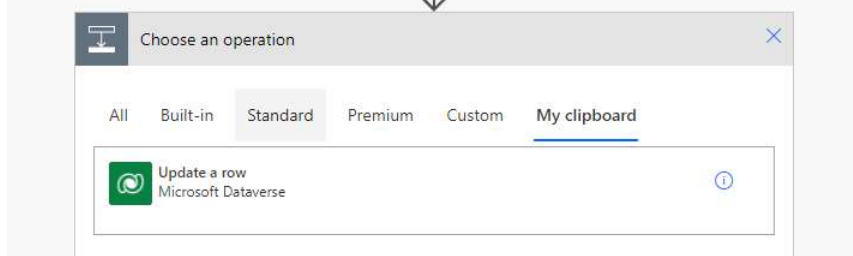 Choose an operation
All Built-in Standard Premium Custom My clipboard
Update a row
Microsoft Dataverse